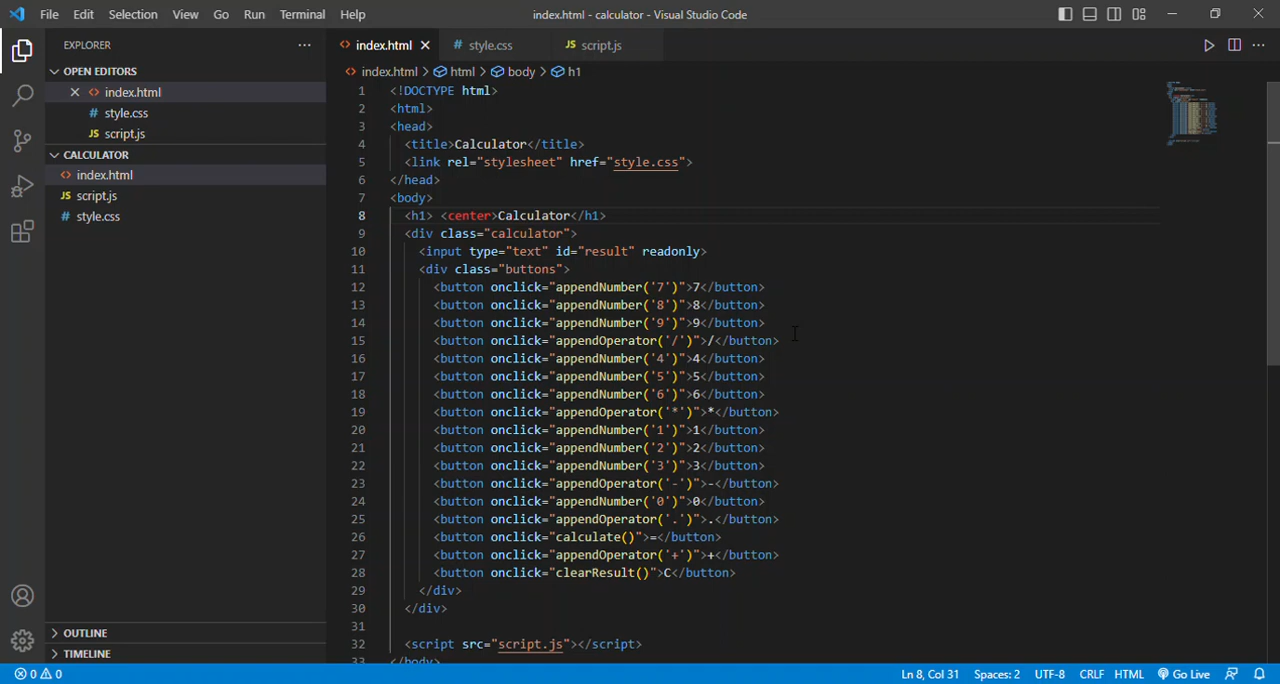 File Edit Selection View Go Run Terminal Help index.html - calculator - Visual Studio Code
EXPLORER
OPEN EDITORS
index.html
style.css
script.js
CALCULATOR
index.html
script.js
style.css
OUTLINE
TIMELINE
index.html style.css script.js
index.html > html > body > h1
1 <!DOCTYPE html>
2 <html>
3 <head>
4 <title>Calculator</title>
5 <link rel="stylesheet" href="style.css">
6 </head>
7 <body>
8 <h1> <center>Calculator</h1>
9 <div class="calculator">
10 <input type="text" id="result" readonly>
11 <div class="buttons">
12 <button onclick="appendNumber('7')">7</button>
13 <button onclick="appendNumber('8')">8</button>
14 <button onclick="appendNumber('9')">9</button>
15 <button onclick="appendOperator('/')">/</button>
16 <button onclick="appendNumber('4')">4</button>
17 <button onclick="appendNumber('5')">5</button>
18 <button onclick="appendNumber('6')">6</button>
19 <button onclick="appendOperator('*')">*</button>
20 <button onclick="appendNumber('1')">1</button>
21 <button onclick="appendNumber('2')">2</button>
22 <button onclick="appendNumber('3')">3</button>
23 <button onclick="appendOperator('-')">-</button>
24 <button onclick="appendNumber('0')">0</button>
25 <button onclick="appendOperator('.')">.</button>
26 <button onclick="calculate()">=</button>
27 <button onclick="appendOperator('+')">+</button>
28 <button onclick="clearResult()">C</button>
29 </div>
30 </div>
31
32 <script src="script.js"></script>
33 </body>
0 0 Ln 8, Col 31 Spaces: 2 UTF-8 CRLF HTML Go Live